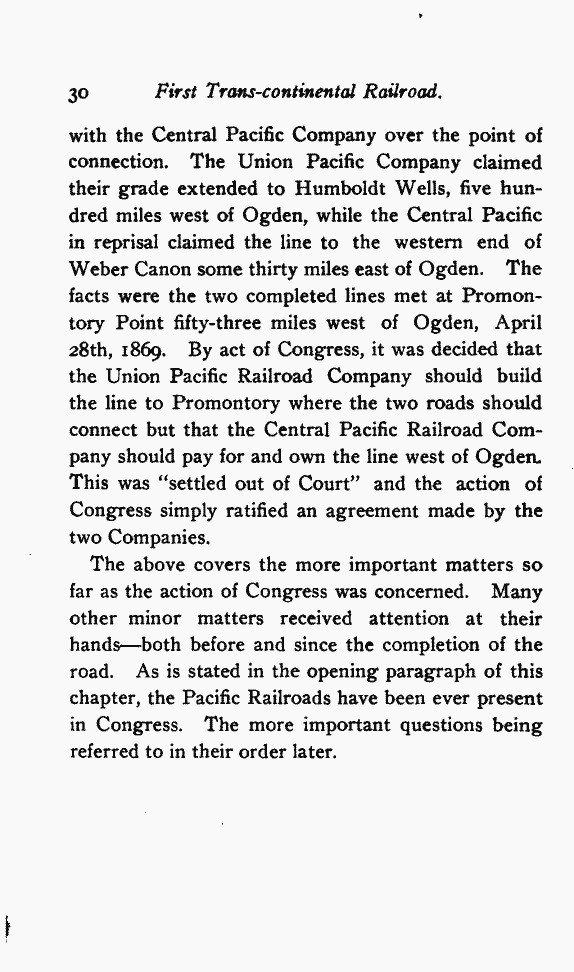 30 First Trans-continental Railroad.
with the Central Pacific Company over the point of
connection. The Union Pacific Company claimed
their grade extended to Humboldt Wells, five hun-
dred miles west of Ogden, while the Central Pacific
in reprisal claimed the line to the western end of
Weber Canon some thirty miles east of Ogden. The
facts were the two completed lines met at Promon-
tory Point fifty-three miles west of Ogden, April
28th, 1869. By act of Congress, it was decided that
the Union Pacific Railroad Company should build
the line to Promontory where the two roads should
connect but that the Central Pacific Railroad Com-
pany should pay for and own the line west of Ogden.
This was “settled out of Court” and the action of
Congress simply ratified an agreement made by the
two Companies.
The above covers the more important matters so
far as the action of Congress was concerned. Many
other minor matters received attention at their
hands—both before and since the completion of the
road. As is stated in the opening paragraph of this
chapter, the Pacific Railroads have been ever present
in Congress. The more important questions being
referred to in their order later.